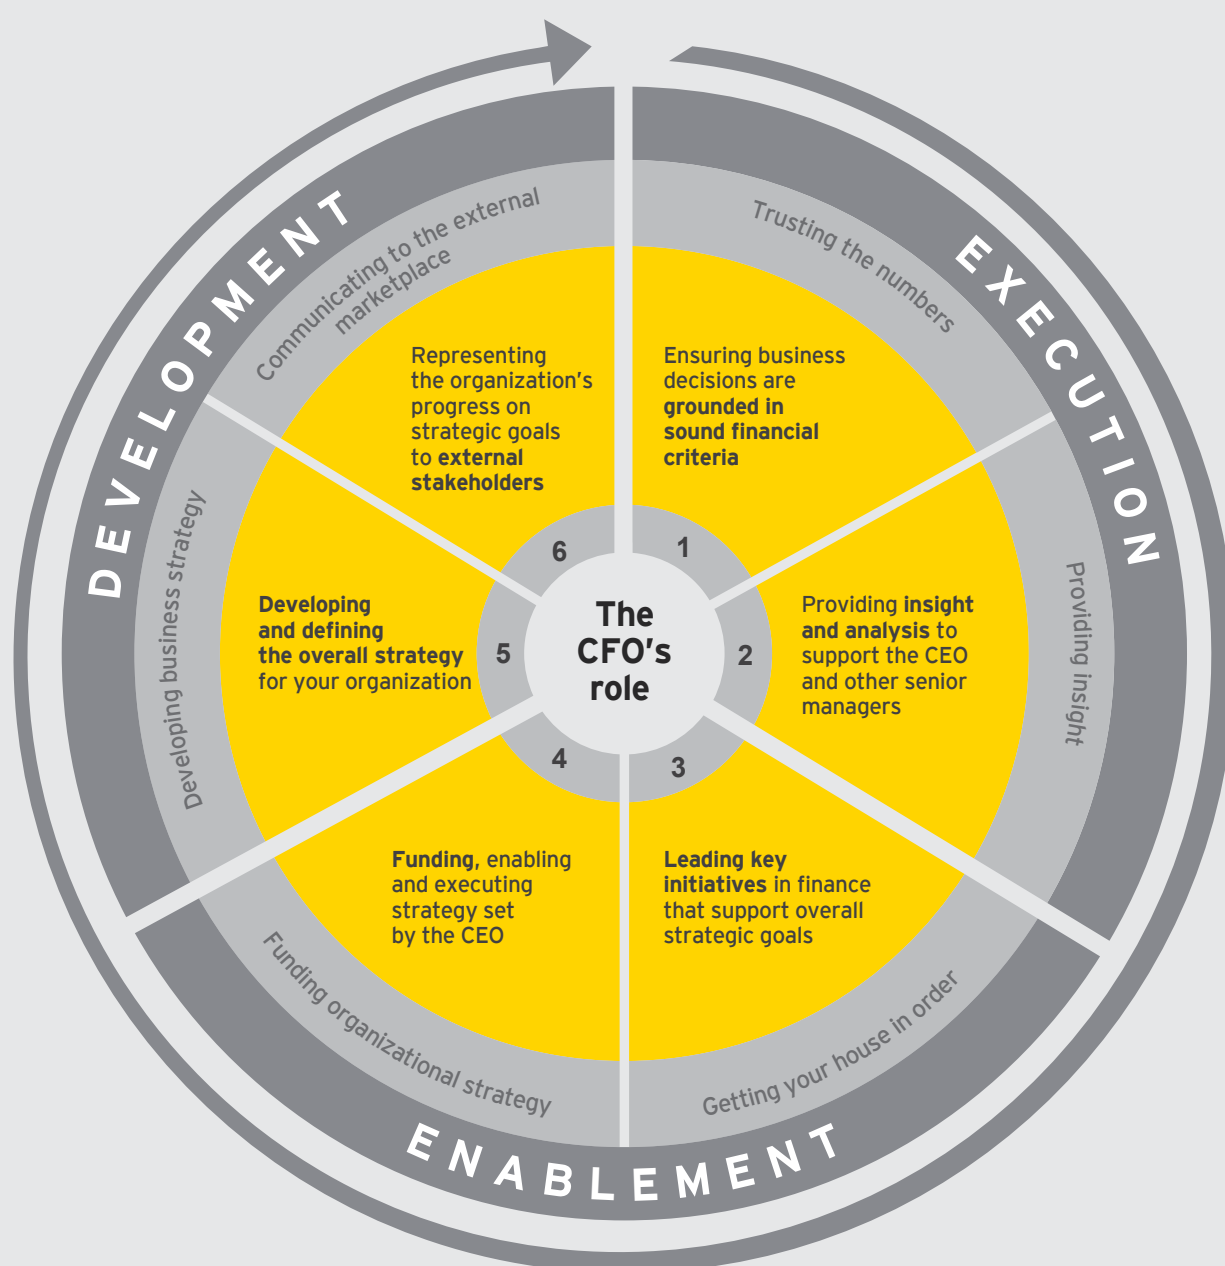 DEVELOPMENT
EXECUTION
ENABLEMENT
Communicating to the external
marketplace
Trusting the numbers
Providing insight
Getting your house in order
Funding organizational strategy
Developing business strategy
The
CFO's
role
1
Ensuring business
decisions are
grounded in
sound financial
criteria
2
Providing insight
and analysis to
support the CEO
and other senior
managers
3
Leading key
initiatives in finance
that support overall
strategic goals
4
Funding, enabling
and executing
strategy set
by the CEO
5
Developing
and defining
the overall strategy
for your organization
6
Representing
the organization's
progress on
strategic goals
to external
stakeholders